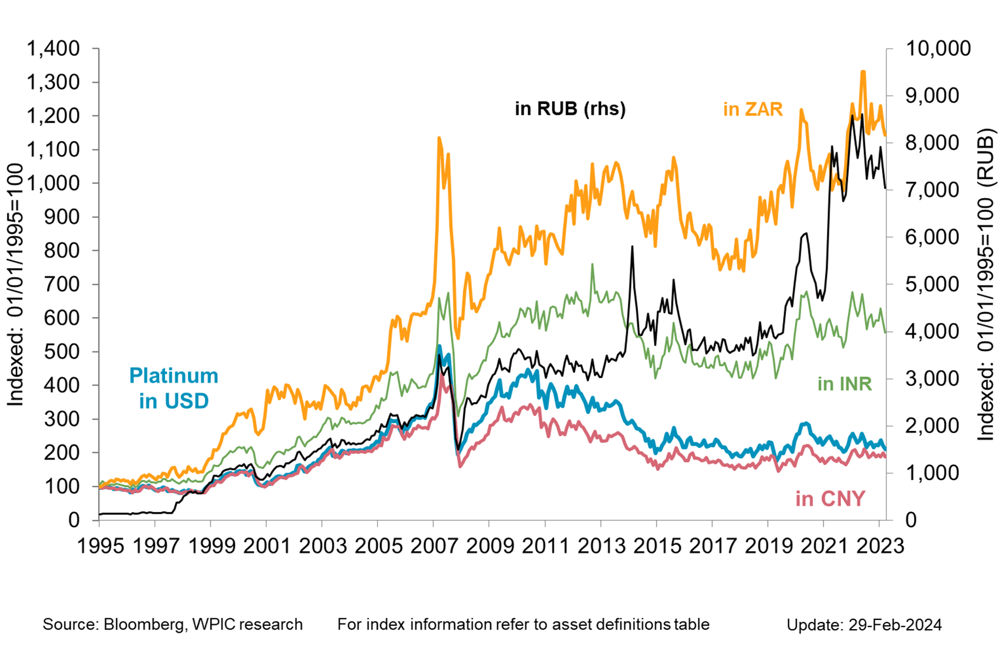 1,400
1,300
1,200
1,100
1,000
900
800
700
600
500
400
300
200
100
0
Indexed: 01/01/1995=100
10,000
9,000
8,000
7,000
6,000
5,000
4,000
3,000
2,000
1,000
0
Indexed: 01/01/1995=100 (RUB)
in RUB (rhs)
in ZAR
Platinum
in USD
in INR
in CNY
1995 1997 1999 2001 2003 2005 2007 2009 2011 2013 2015 2017 2019 2021 2023
Source: Bloomberg, WPIC research For index information refer to asset definitions table Update: 29-Feb-2024